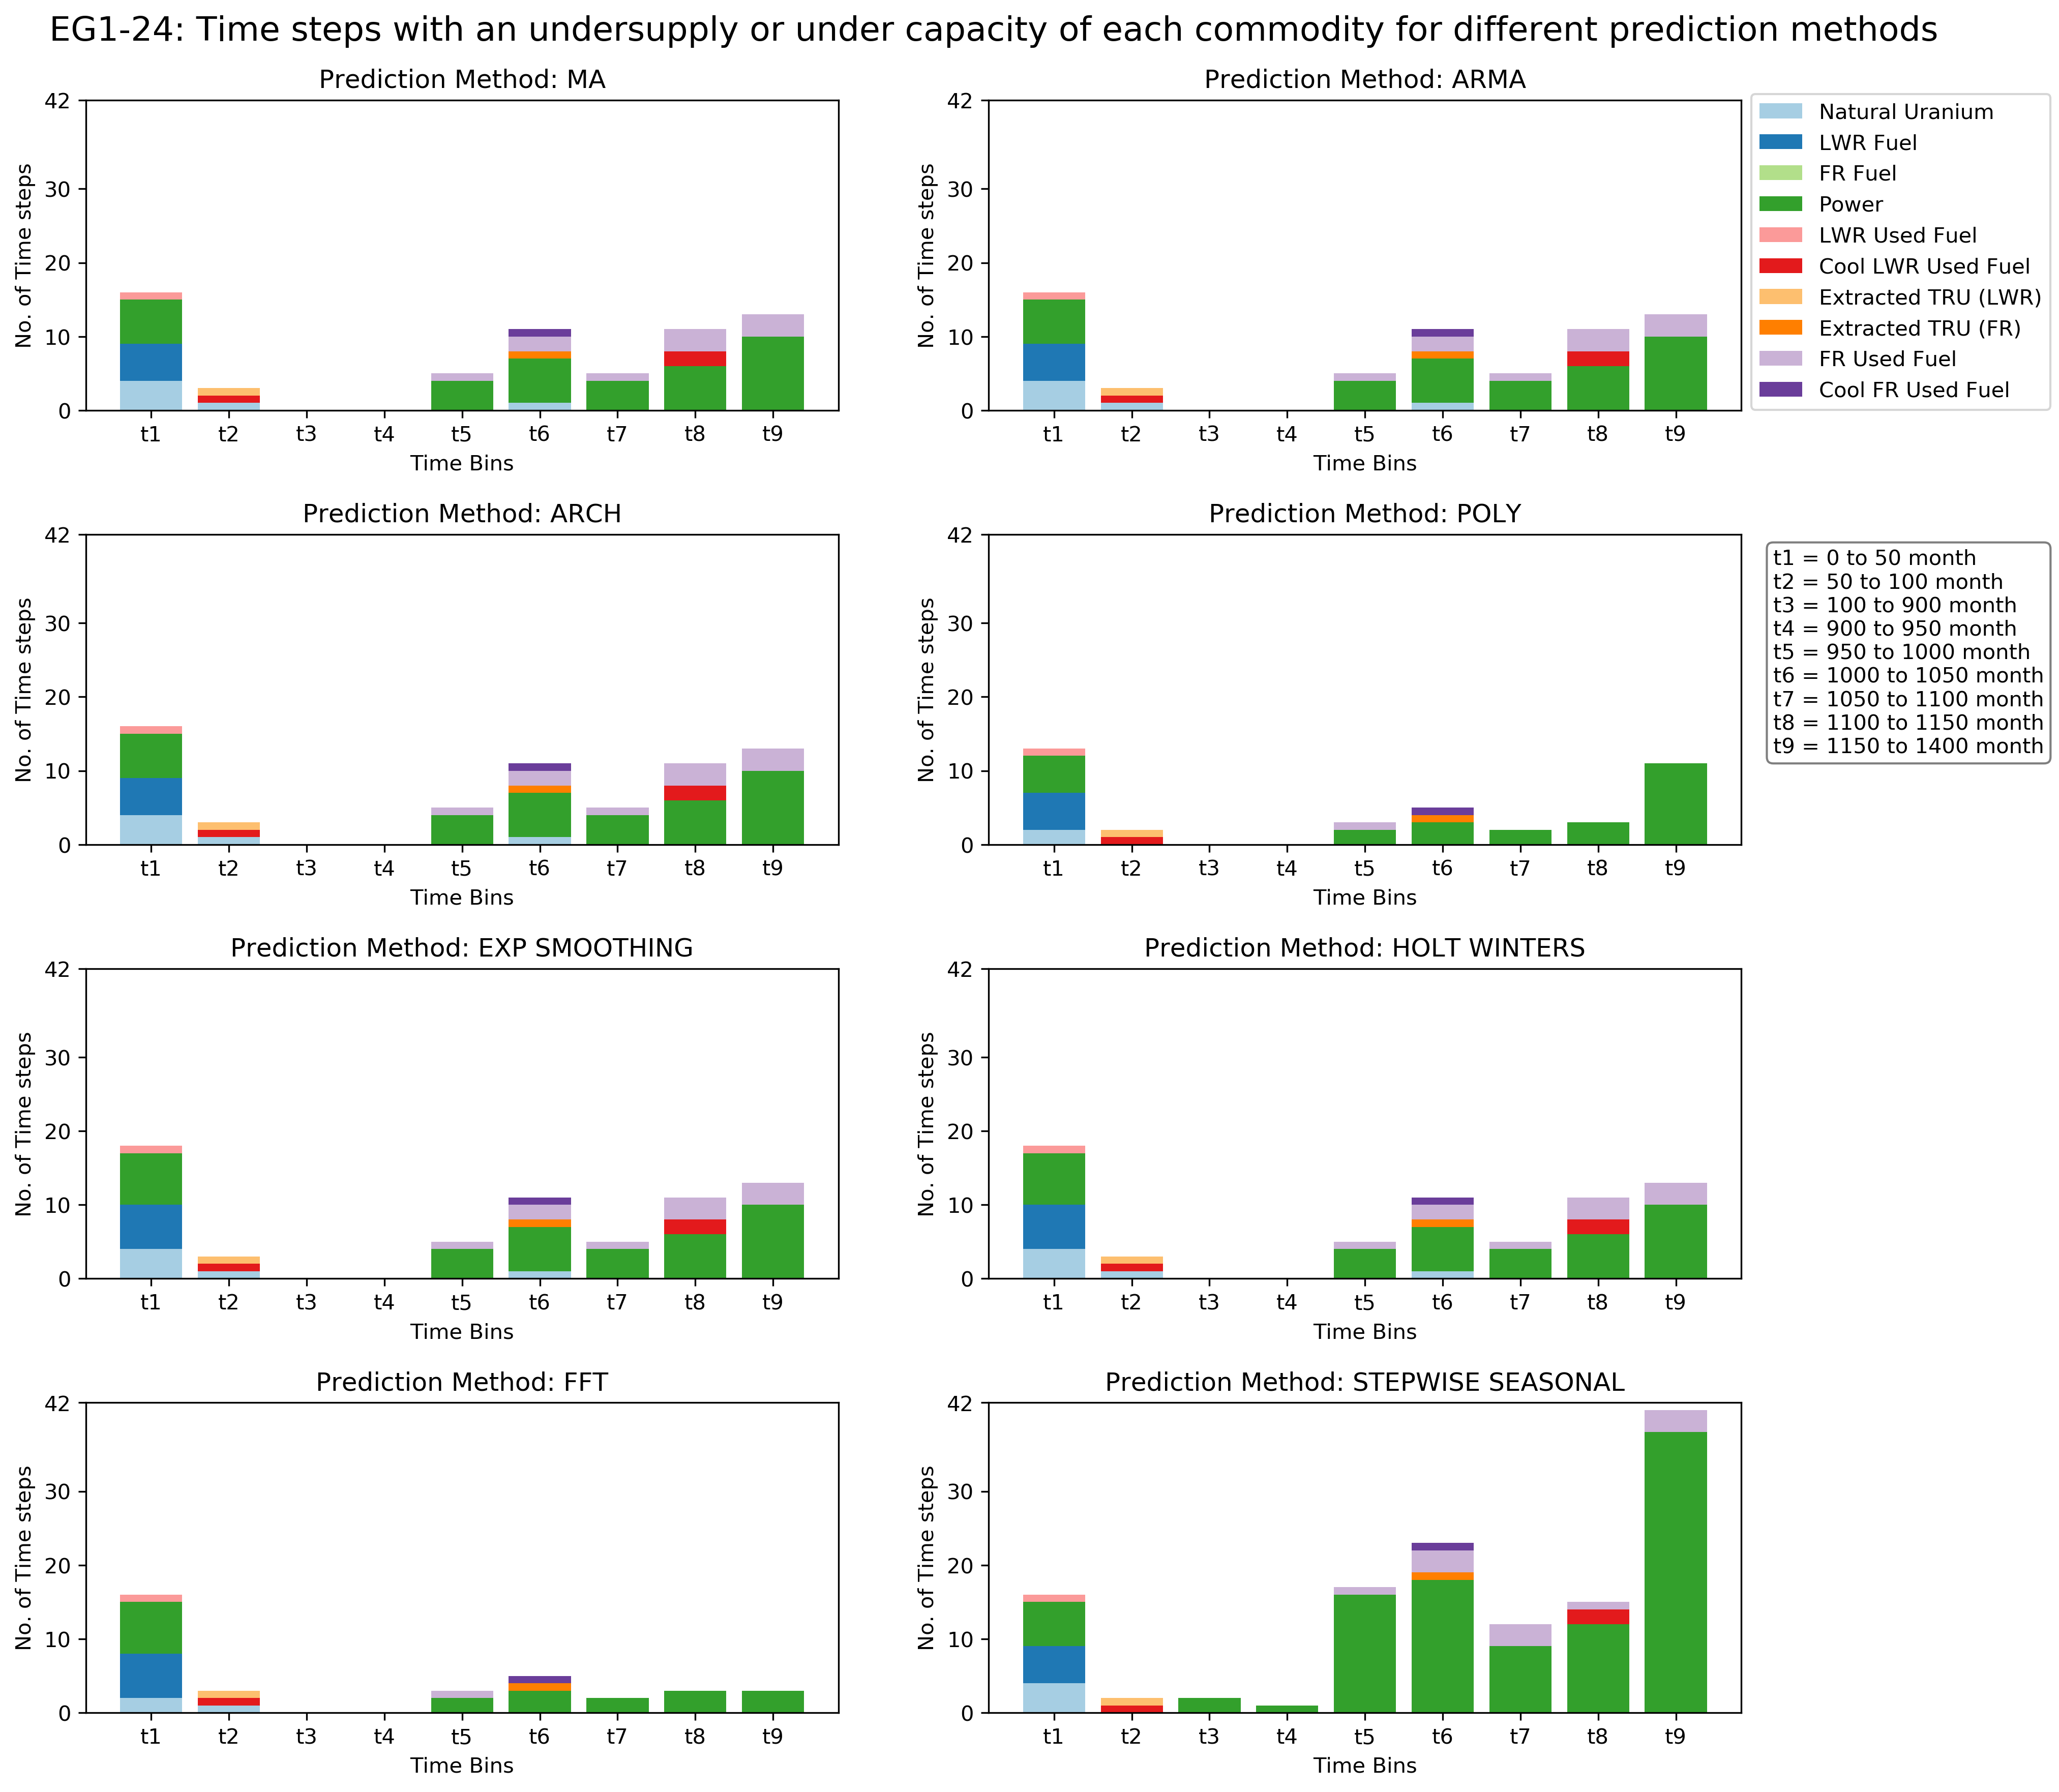 EG1-24: Time steps with an undersupply or under capacity of each commodity for different prediction methods
Prediction Method: MA
No. of Time steps
42
30
20
10
0
t1 t2 t3 t4 t5 t6 t7 t8 t9
Time Bins
Prediction Method: ARMA
No. of Time steps
42
30
20
10
0
t1 t2 t3 t4 t5 t6 t7 t8 t9
Time Bins
Natural Uranium
LWR Fuel
FR Fuel
Power
LWR Used Fuel
Cool LWR Used Fuel
Extracted TRU (LWR)
Extracted TRU (FR)
FR Used Fuel
Cool FR Used Fuel
Prediction Method: ARCH
No. of Time steps
42
30
20
10
0
t1 t2 t3 t4 t5 t6 t7 t8 t9
Time Bins
Prediction Method: POLY
No. of Time steps
42
30
20
10
0
t1 t2 t3 t4 t5 t6 t7 t8 t9
Time Bins
t1 = 0 to 50 month
t2 = 50 to 100 month
t3 = 100 to 900 month
t4 = 900 to 950 month
t5 = 950 to 1000 month
t6 = 1000 to 1050 month
t7 = 1050 to 1100 month
t8 = 1100 to 1150 month
t9 = 1150 to 1400 month
Prediction Method: EXP SMOOTHING
No. of Time steps
42
30
20
10
0
t1 t2 t3 t4 t5 t6 t7 t8 t9
Time Bins
Prediction Method: HOLT WINTERS
No. of Time steps
42
30
20
10
0
t1 t2 t3 t4 t5 t6 t7 t8 t9
Time Bins
Prediction Method: FFT
No. of Time steps
42
30
20
10
0
t1 t2 t3 t4 t5 t6 t7 t8 t9
Time Bins
Prediction Method: STEPWISE SEASONAL
No. of Time steps
42
30
20
10
0
t1 t2 t3 t4 t5 t6 t7 t8 t9
Time Bins